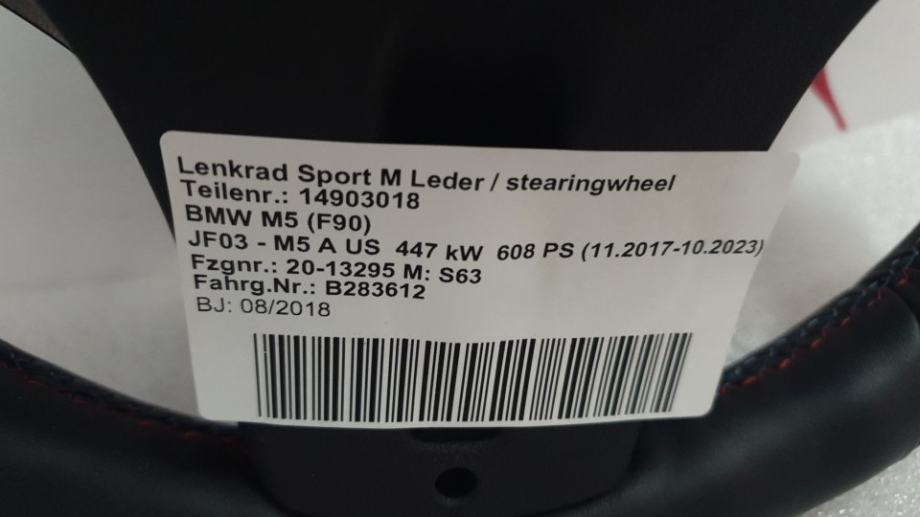 Lenkrad Sport M Leder / stearingwheel
Teilenr.: 14903018
BMW M5 (F90)
JF03 - M5 A US 447 kW 608 PS (11.2017-10.2023)
Fzgnr.: 20-13295 M: S63
Fahrg.Nr.: B283612
BJ: 08/2018